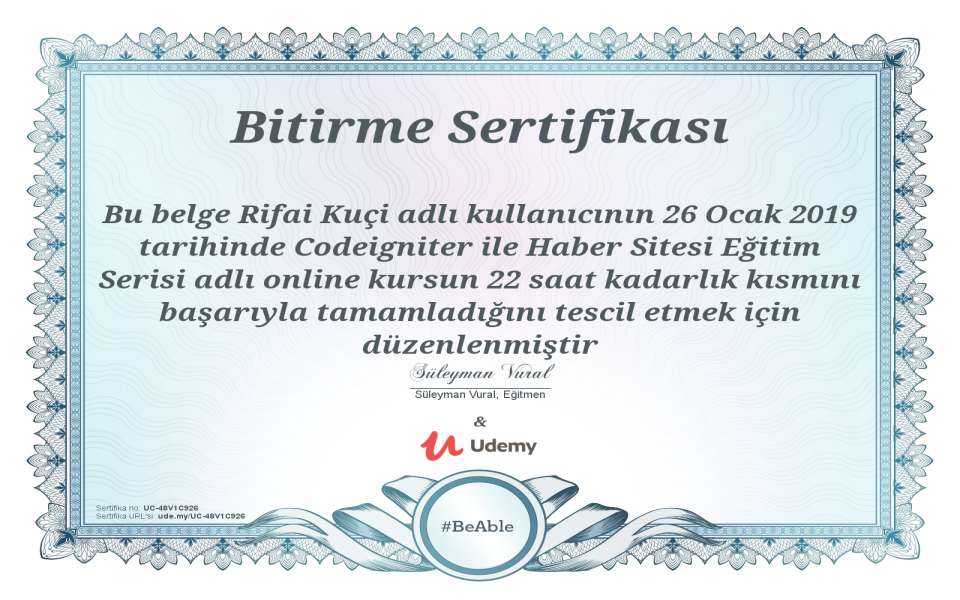 Bitirme Sertifikası
Bu belge Rifai Kuçi adlı kullanıcının 26 Ocak 2019
tarihinde Codeigniter ile Haber Sitesi Eğitim
Serisi adlı online kursun 22 saat kadarlık kısmını
başarıyla tamamladığını tescil etmek için
düzenlenmiştir
Süleyman Vural
Süleyman Vural, Eğitmen
&
Udemy
Sertifika no: UC-48V1C926
Sertifika URL'si: ude.my/UC-48V1C926
#BeAble